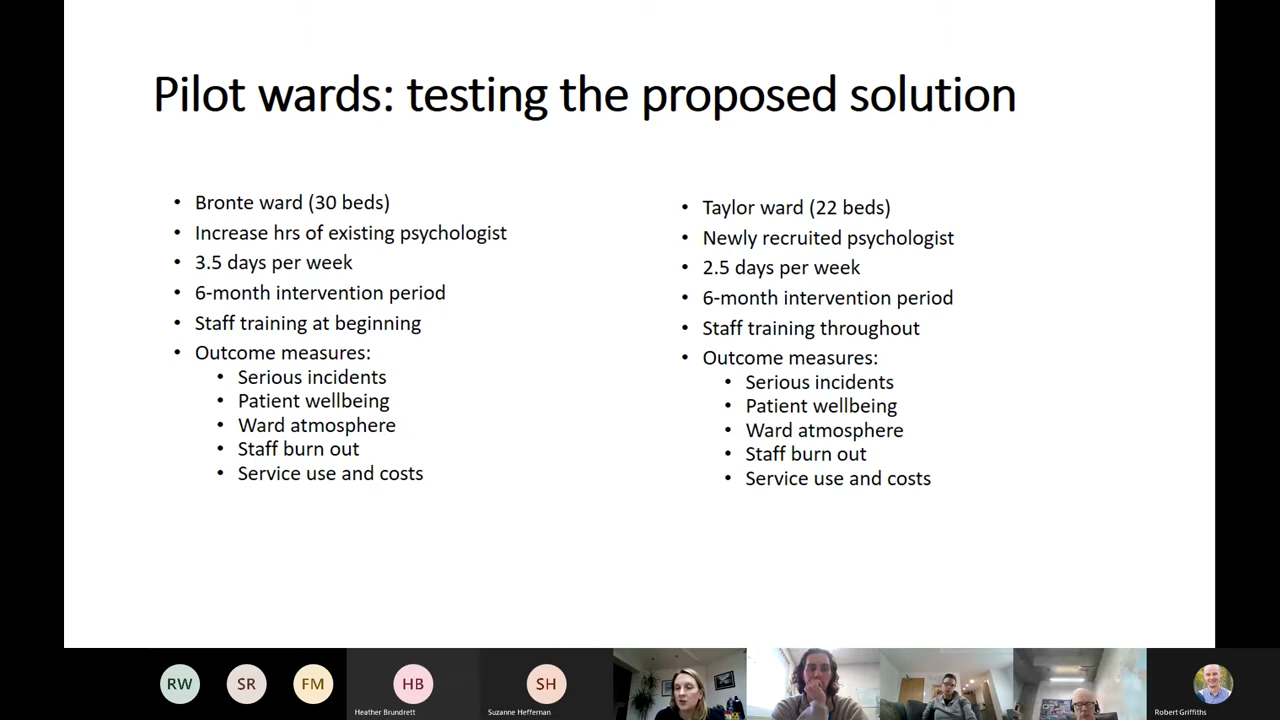 Pilot wards: testing the proposed solution
• Bronte ward (30 beds)
• Increase hrs of existing psychologist
• 3.5 days per week
• 6-month intervention period
• Staff training at beginning
• Outcome measures:
• Serious incidents
• Patient wellbeing
• Ward atmosphere
• Staff burn out
• Service use and costs
• Taylor ward (22 beds)
• Newly recruited psychologist
• 2.5 days per week
• 6-month intervention period
• Staff training throughout
• Outcome measures:
• Serious incidents
• Patient wellbeing
• Ward atmosphere
• Staff burn out
• Service use and costs
RW
SR
FM
HB
Heather Brundrett
SH
Suzanne Heffernan
Robert Griffiths